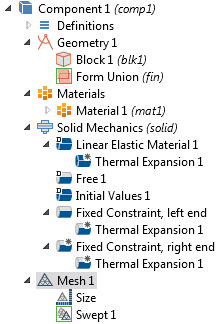 Component 1 (comp1)
Definitions
Geometry 1
Block 1 (blk1)
Form Union (fin)
Materials
Material 1 (mat1)
Solid Mechanics (solid)
Linear Elastic Material 1
Thermal Expansion 1
Free 1
Initial Values 1
Fixed Constraint, left end
Thermal Expansion 1
Fixed Constraint, right end
Thermal Expansion 1
Mesh 1
Size
Swept 1